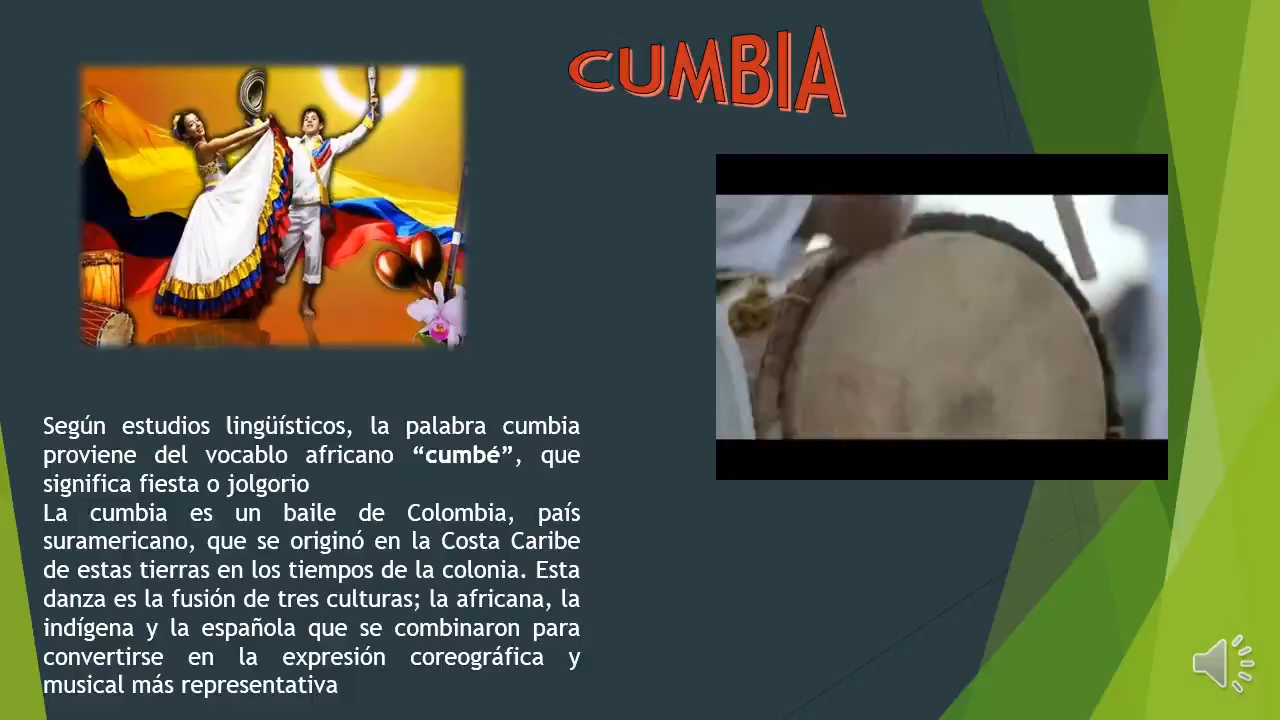 CUMBIA
Según estudios lingüísticos, la palabra cumbia
proviene del vocablo africano “cumbé”, que
significa fiesta o jolgorio
La cumbia es un baile de Colombia, país
suramericano, que se originó en la Costa Caribe
de estas tierras en los tiempos de la colonia. Esta
danza es la fusión de tres culturas; la africana, la
indígena y la española que se combinaron para
convertirse en la expresión coreográfica y
musical más representativa